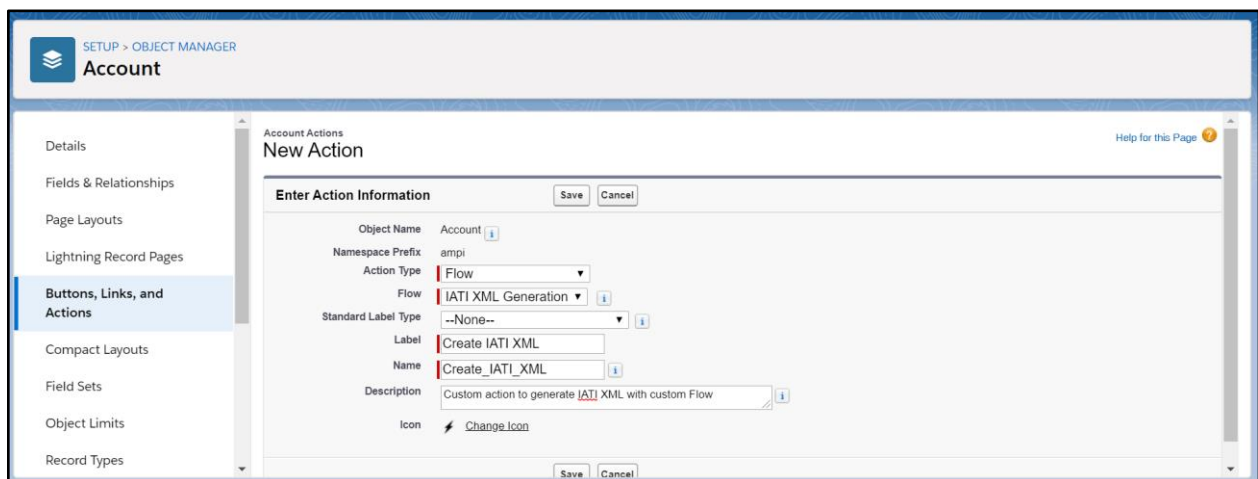 SETUP > OBJECT MANAGER
Account
Details
Fields & Relationships
Page Layouts
Lightning Record Pages
Buttons, Links, and
Actions
Compact Layouts
Field Sets
Object Limits
Record Types
Account Actions
New Action
Help for this Page
Enter Action Information Save Cancel
Object Name Account
Namespace Prefix ampi
Action Type Flow
Flow IATI XML Generation
Standard Label Type --None--
Label Create IATI XML
Name Create_IATI_XML
Description Custom action to generate IATI XML with custom Flow
Icon Change Icon
Save Cancel